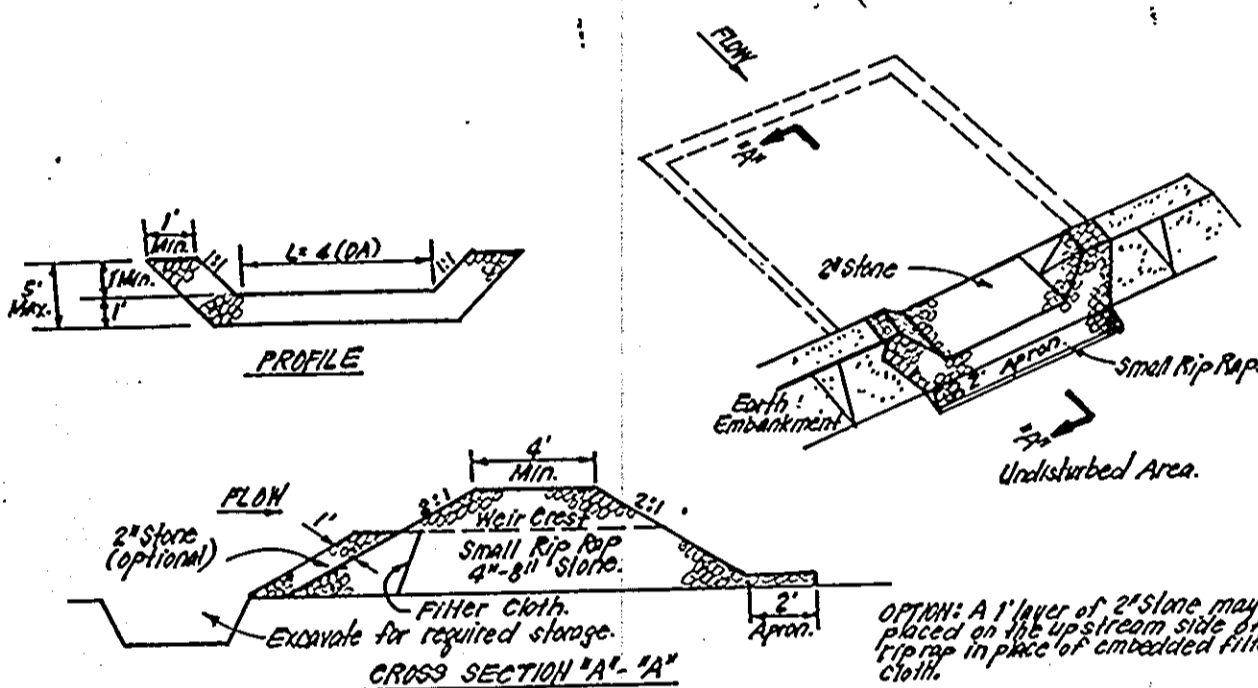 FLOW
"A"
1'
Min.
1:1
L= 4 (DA)
1:1
5'
MAX.
1' Min.
1'
PROFILE
2" Stone
Apron.
2'
Small Rip Rap
Earth
Embankment
"A"
Undisturbed Area.
4'
Min.
FLOW
2:1
2:1
1'
2" Stone
(optional)
Weir Crest
Small Rip Rap
4"-8" Stone.
Filter Cloth.
Excavate for required storage.
2'
Apron.
CROSS SECTION "A"- "A"
OPTION: A 1' layer of 2" Stone may
placed on the upstream side of
riprap in place of embedded filt
cloth.